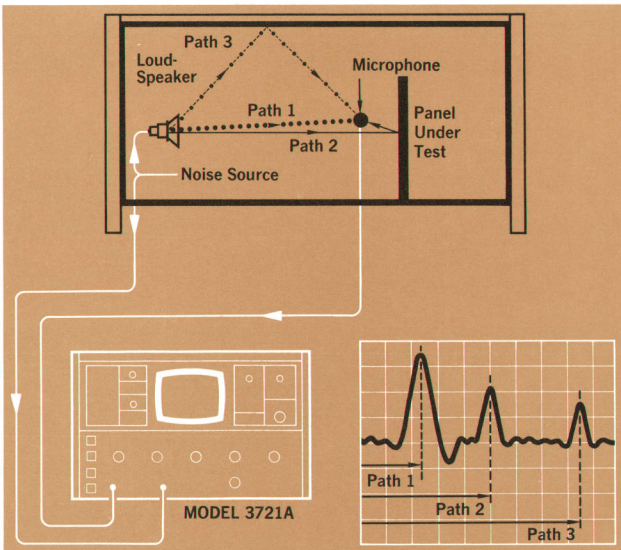 Path 3
Loud-
Speaker
Microphone
Path 1
Panel
Under
Test
Path 2
Noise Source
MODEL 3721A
Path 1
Path 2
Path 3